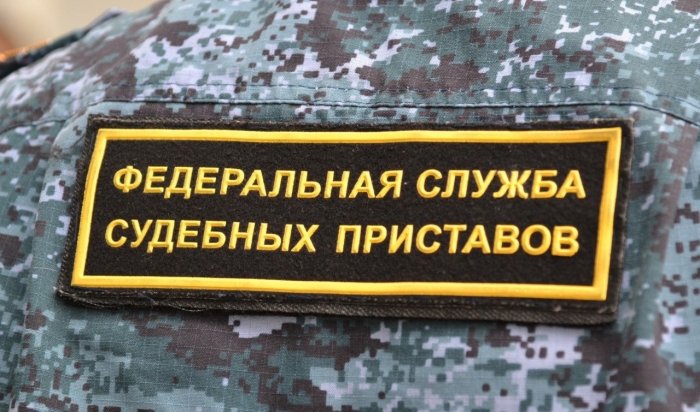 ФЕДЕРАЛЬНАЯ СЛУЖБА
СУДЕБНЫХ ПРИСТАВОВ